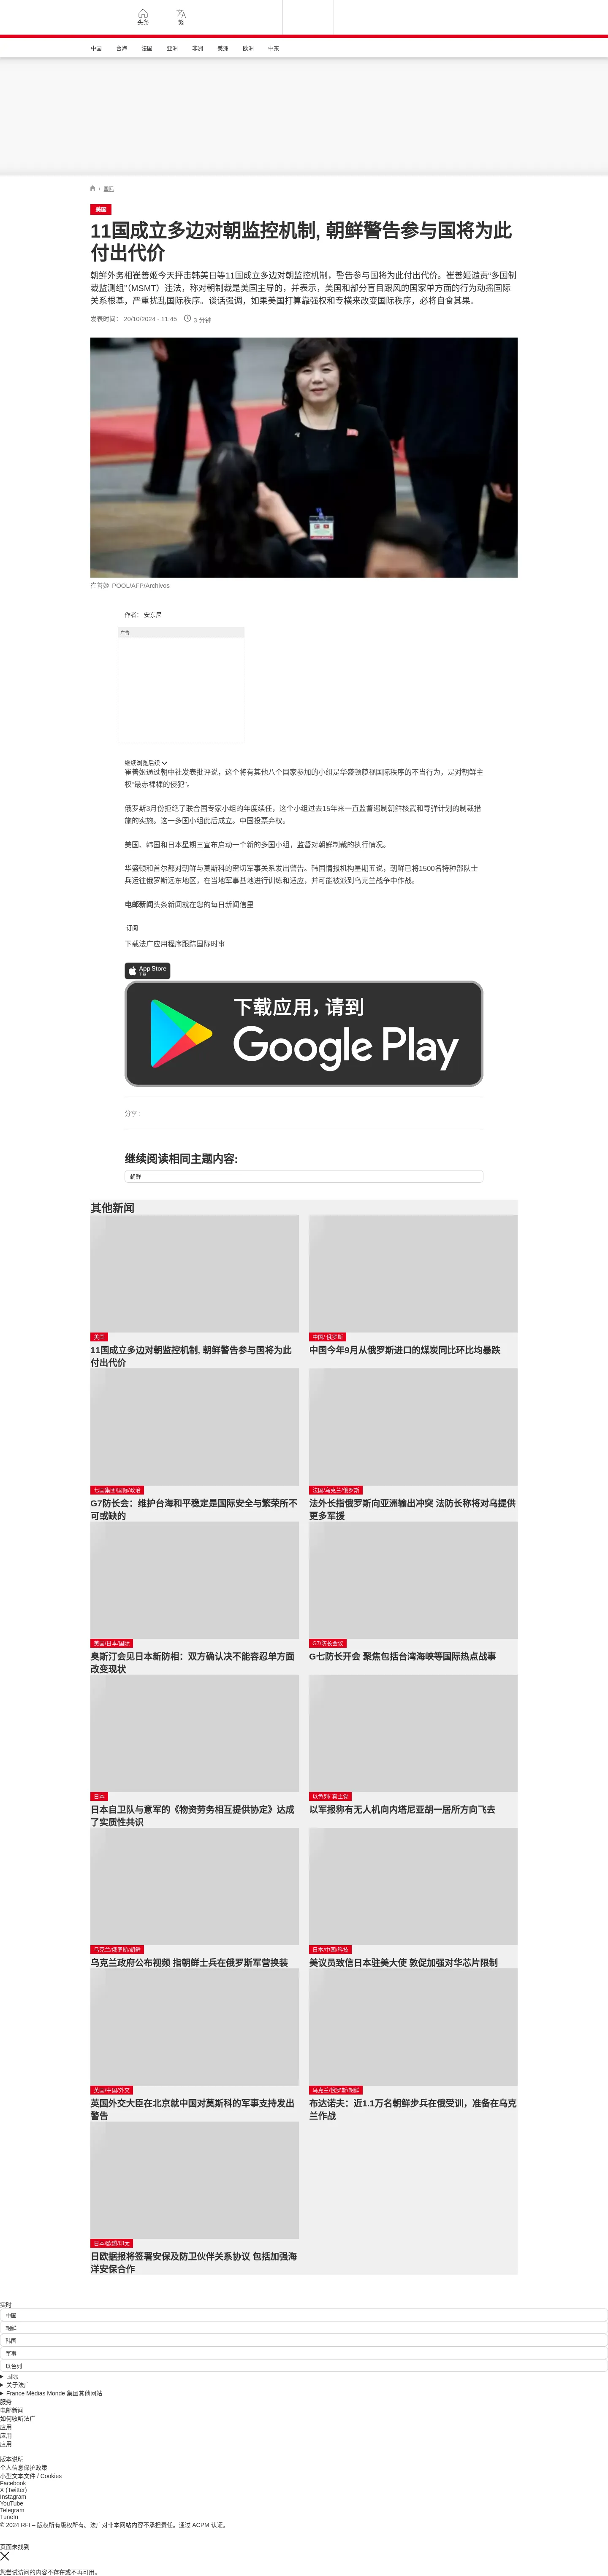 头条
繁
中国 台海 法国 亚洲 非洲 美洲 欧洲 中东
/ 国际
美国
11国成立多边对朝监控机制, 朝鲜警告参与国将为此
付出代价
朝鲜外务相崔善姬今天抨击韩美日等11国成立多边对朝监控机制，警告参与国将为此付出代价。崔善姬谴责“多国制
裁监测组”（MSMT）违法，称对朝制裁是美国主导的，并表示，美国和部分盲目跟风的国家单方面的行为动摇国际
关系根基，严重扰乱国际秩序。谈话强调，如果美国打算靠强权和专横来改变国际秩序，必将自食其果。
发表时间： 20/10/2024 - 11:45 3 分钟
崔善姬 POOL/AFP/Archivos
作者： 安东尼
广告
继续浏览后续
崔善姬通过朝中社发表批评说，这个将有其他八个国家参加的小组是华盛顿藐视国际秩序的不当行为，是对朝鲜主
权“最赤裸裸的侵犯”。
俄罗斯3月份拒绝了联合国专家小组的年度续任，这个小组过去15年来一直监督遏制朝鲜核武和导弹计划的制裁措
施的实施。这一多国小组此后成立。中国投票弃权。
美国、韩国和日本星期三宣布启动一个新的多国小组，监督对朝鲜制裁的执行情况。
华盛顿和首尔都对朝鲜与莫斯科的密切军事关系发出警告。韩国情报机构星期五说，朝鲜已将1500名特种部队士
兵运往俄罗斯远东地区，在当地军事基地进行训练和适应，并可能被派到乌克兰战争中作战。
电邮新闻头条新闻就在您的每日新闻信里
订阅
下载法广应用程序跟踪国际时事
App Store
下载
下载应用, 请到
Google Play
分享 :
继续阅读相同主题内容:
朝鲜
其他新闻
美国
11国成立多边对朝监控机制, 朝鲜警告参与国将为此
付出代价
中国/ 俄罗斯
中国今年9月从俄罗斯进口的煤炭同比环比均暴跌
七国集团/国际/政治
G7防长会：维护台海和平稳定是国际安全与繁荣所不
可或缺的
法国/乌克兰/俄罗斯
法外长指俄罗斯向亚洲输出冲突 法防长称将对乌提供
更多军援
美国/日本/国际
奥斯汀会见日本新防相：双方确认决不能容忍单方面
改变现状
G7/防长会议
G七防长开会 聚焦包括台湾海峡等国际热点战事
日本
日本自卫队与意军的《物资劳务相互提供协定》达成
了实质性共识
以色列/ 真主党
以军报称有无人机向内塔尼亚胡一居所方向飞去
乌克兰/俄罗斯/朝鲜
乌克兰政府公布视频 指朝鲜士兵在俄罗斯军营换装
日本/中国/科技
美议员致信日本驻美大使 敦促加强对华芯片限制
英国/中国/外交
英国外交大臣在北京就中国对莫斯科的军事支持发出
警告
乌克兰/俄罗斯/朝鲜
布达诺夫：近1.1万名朝鲜步兵在俄受训，准备在乌克
兰作战
日本/欧盟/印太
日欧据报将签署安保及防卫伙伴关系协议 包括加强海
洋安保合作
实时
中国
朝鲜
韩国
军事
以色列
国际
关于法广
France Médias Monde 集团其他网站
服务
电邮新闻
如何收听法广
应用
应用
应用
版本说明
个人信息保护政策
小型文本文件 / Cookies
Facebook
X (Twitter)
Instagram
YouTube
Telegram
TuneIn
© 2024 RFI – 版权所有版权所有。法广对非本网站内容不承担责任。通过 ACPM 认证。
页面未找到
您尝试访问的内容不存在或不再可用。